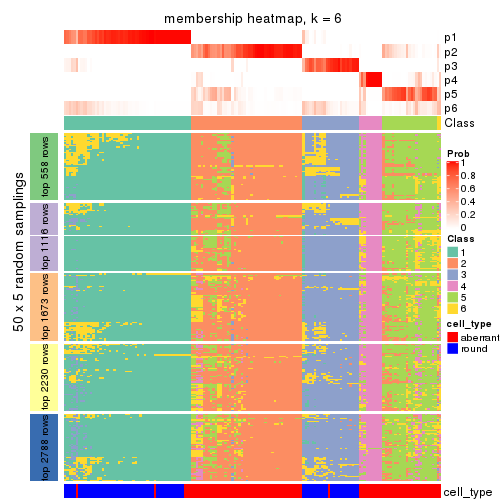 membership heatmap, k = 6
p1
p2
p3
p4
p5
p6
Class
50 x 5 random samplings
top 558 rows
top 1116 rows
top 1673 rows
top 2230 rows
top 2788 rows
cell_type
Prob
1
0.8
0.6
0.4
0.2
0
Class
1
2
3
4
5
6
cell_type
aberrant
round